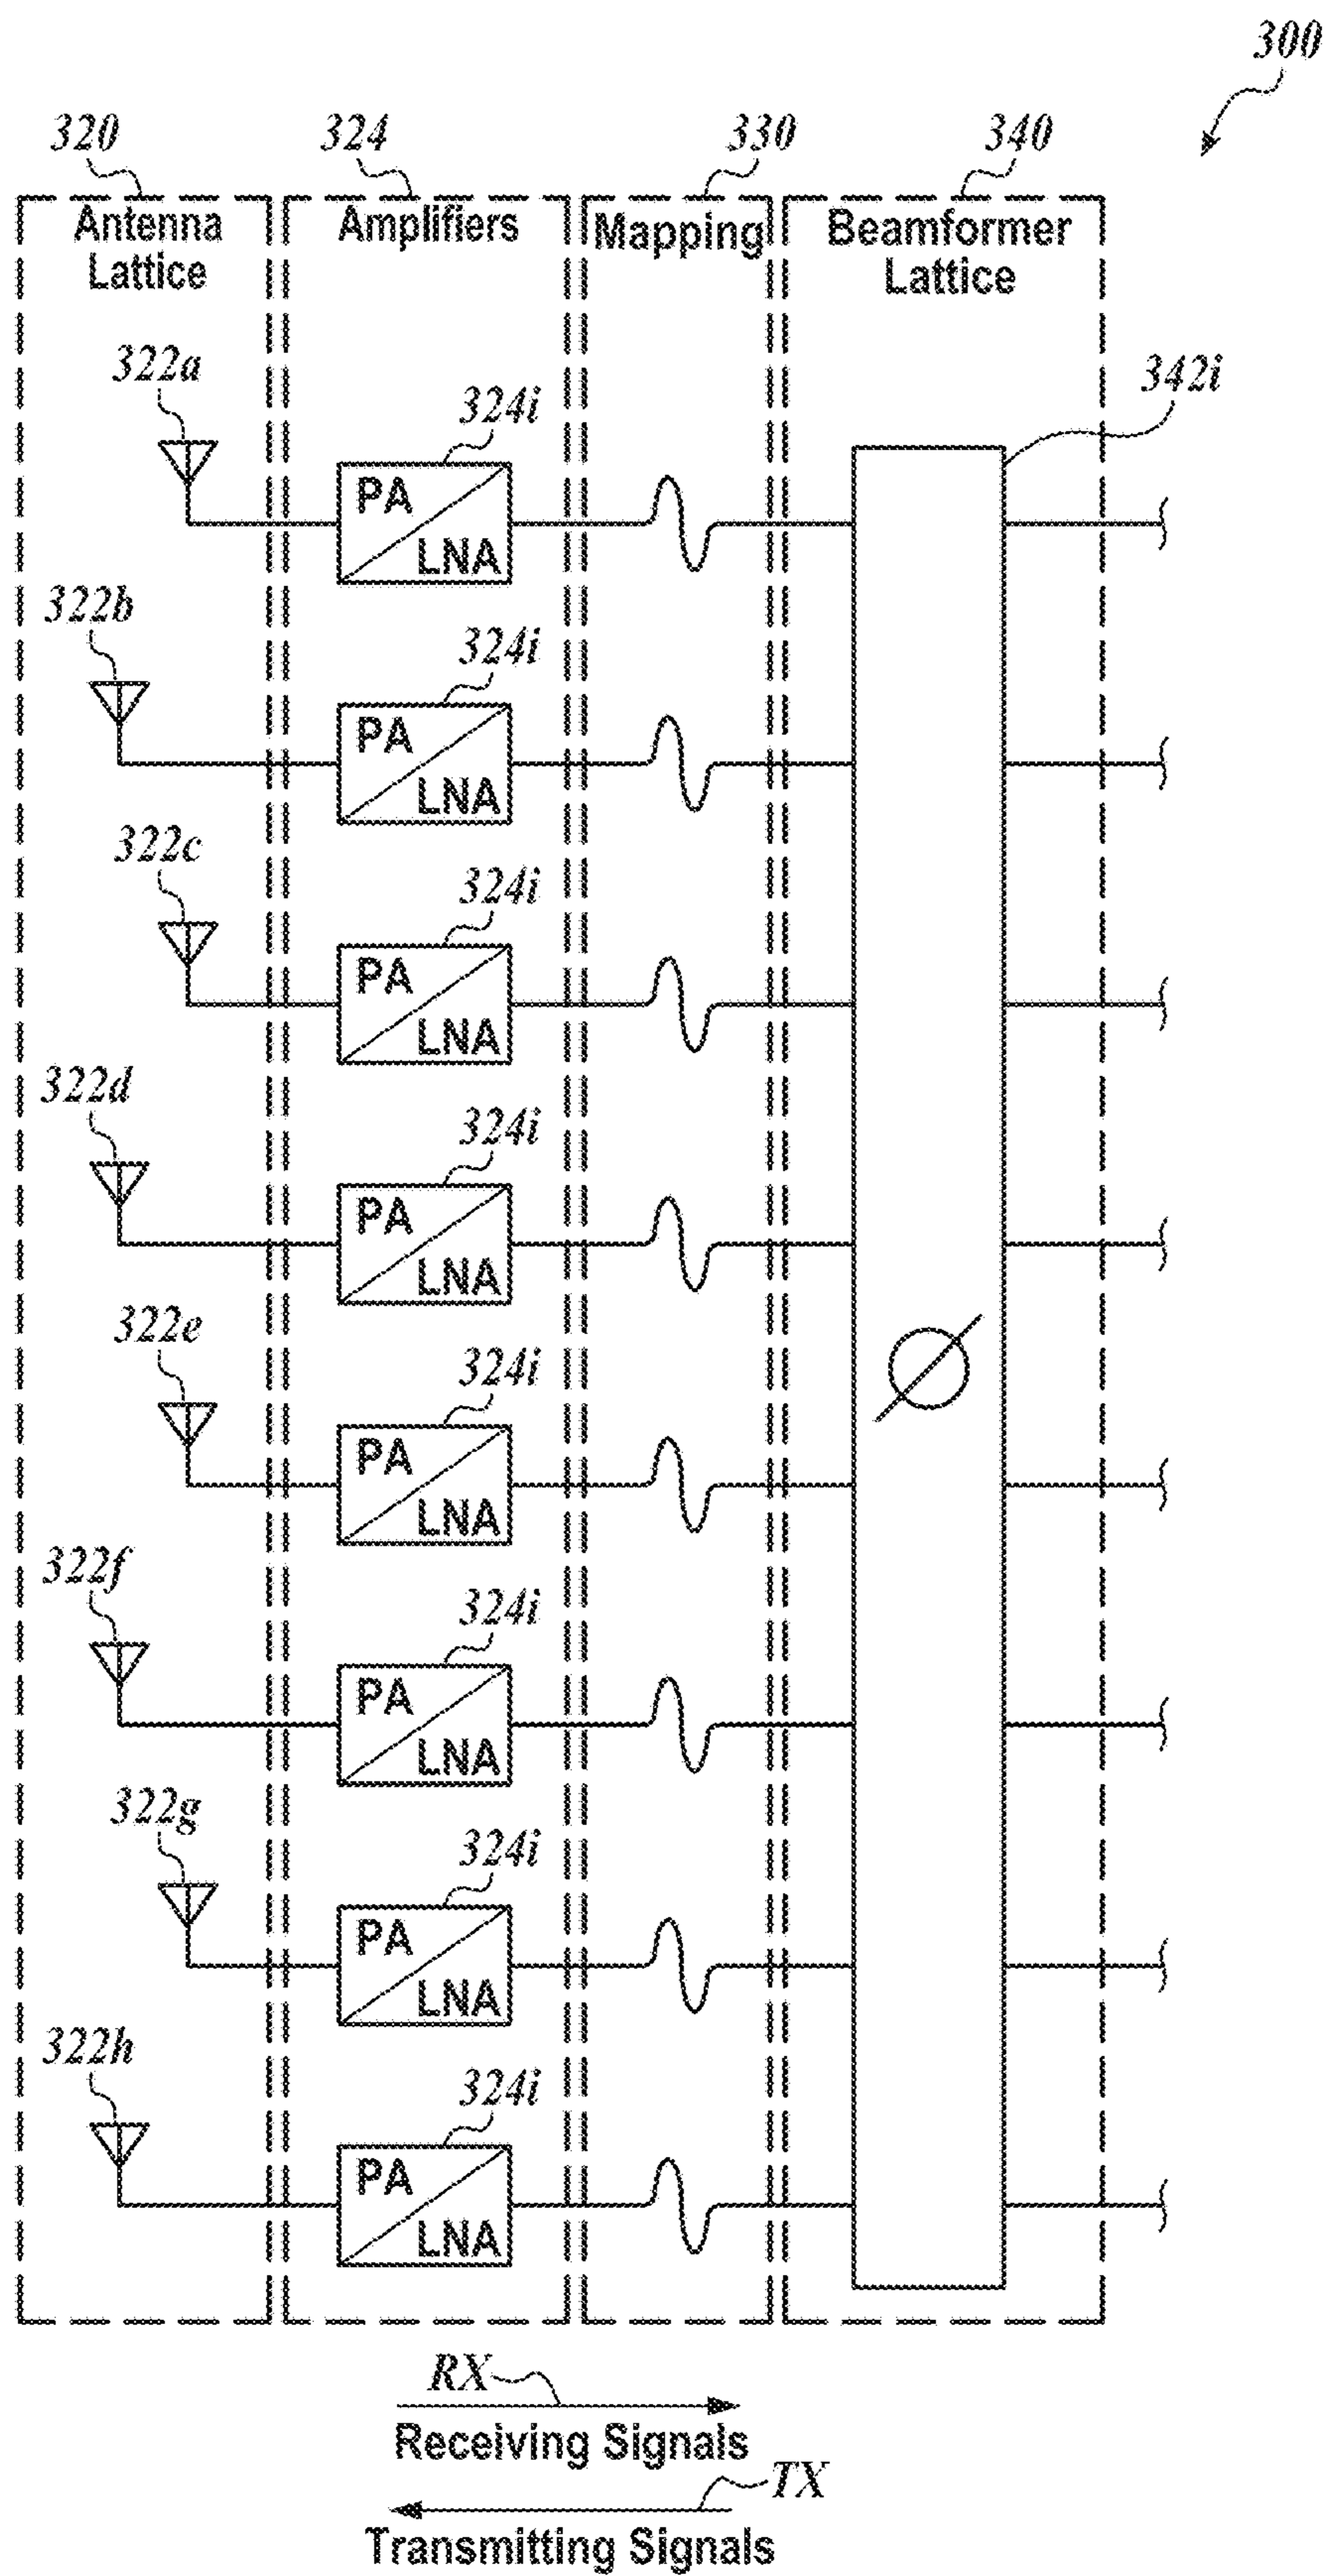 300
320 324 330 340
Antenna Lattice
Amplifiers
Mapping
Beamformer Lattice
342i
322a
324i
PA
LNA
322b
324i
PA
LNA
322c
324i
PA
LNA
322d
324i
PA
LNA
322e
324i
PA
LNA
Ø
322f
324i
PA
LNA
322g
324i
PA
LNA
322h
324i
PA
LNA
RX
Receiving Signals
TX
Transmitting Signals